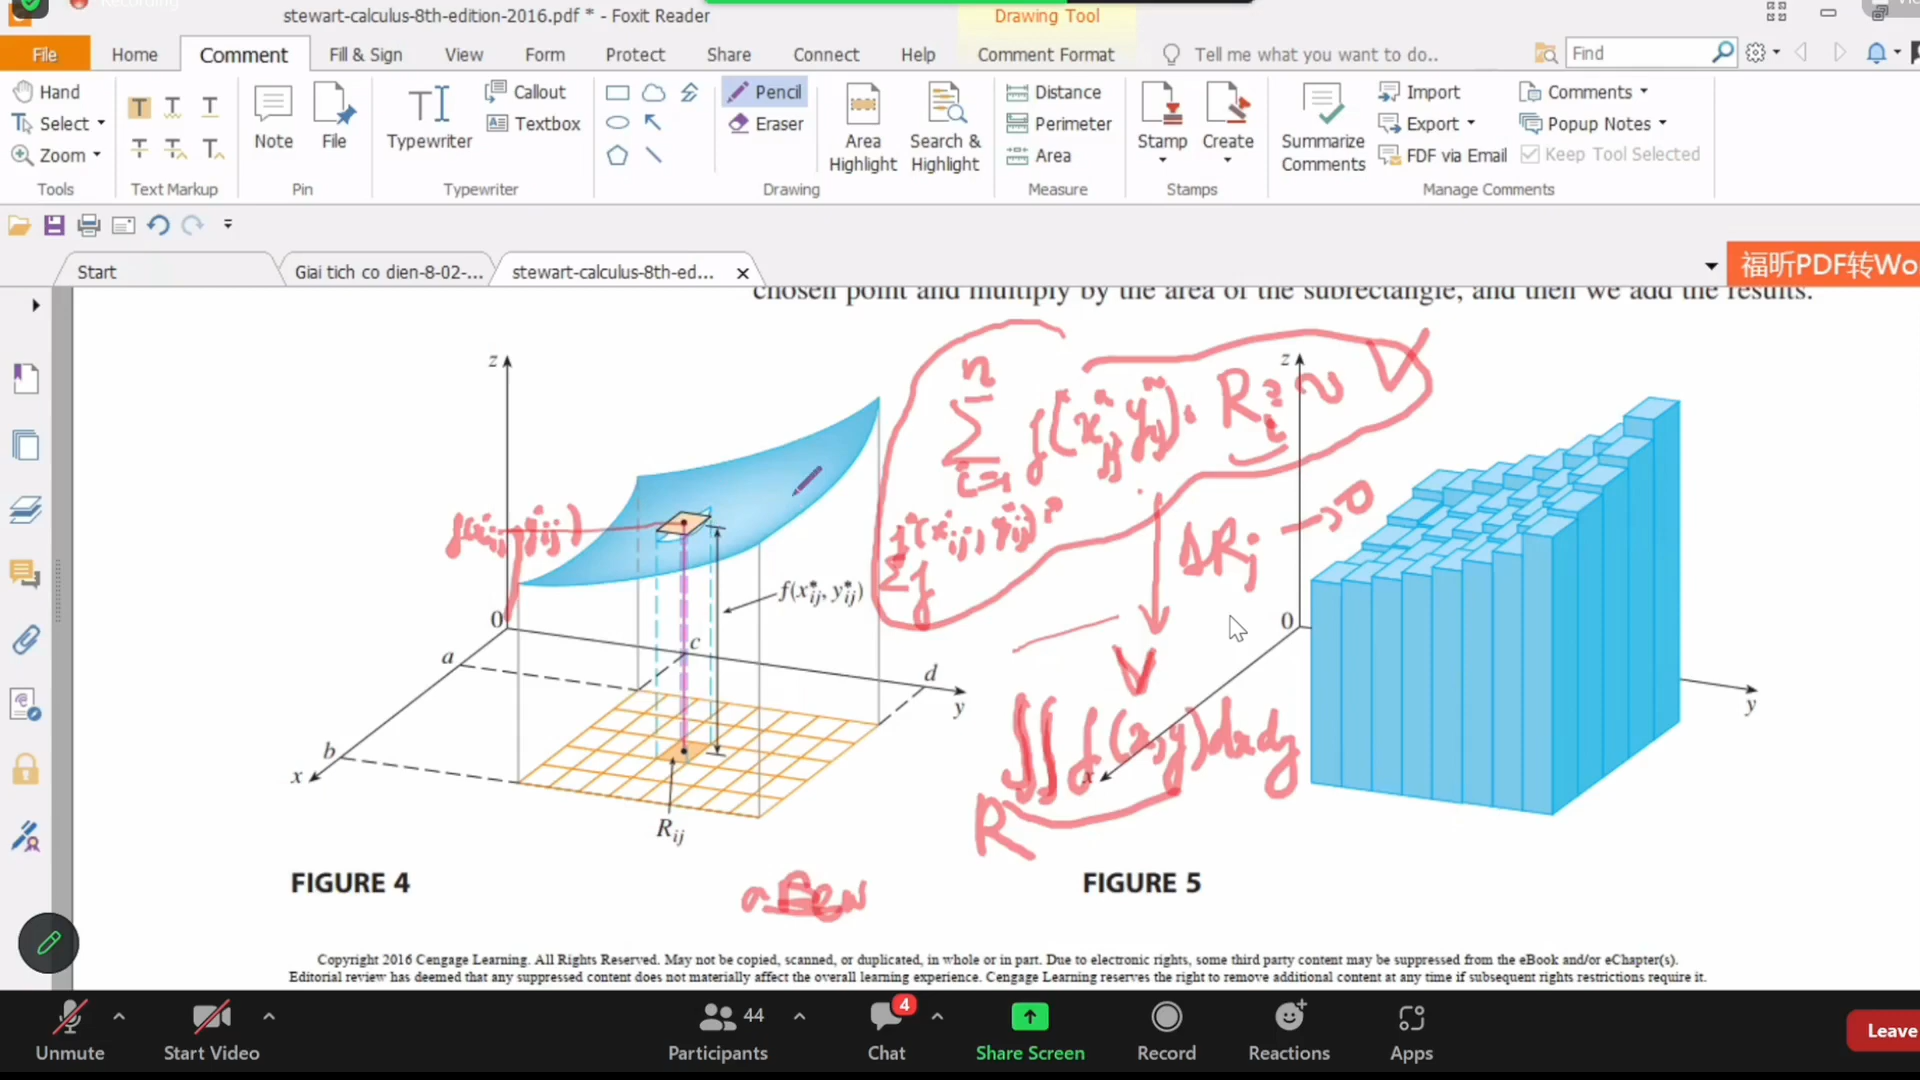 Recording
stewart-calculus-8th-edition-2016.pdf * - Foxit Reader
Drawing Tool
File Home Comment Fill & Sign View Form Protect Share Connect Help Comment Format Tell me what you want to do.. Find
Hand
Select
Zoom
Tools
Text Markup
Note
File
Pin
Typewriter
Callout
Textbox
Typewriter
Pencil
Eraser
Area Highlight
Search & Highlight
Drawing
Distance
Perimeter
Area
Measure
Stamp
Create
Stamps
Summarize Comments
Import
Export
FDF via Email
Comments
Popup Notes
Keep Tool Selected
Manage Comments
Start
Giai tich co dien-8-02-...
stewart-calculus-8th-ed...
福昕PDF转Wo
chosen point and multiply by the area of the subrectangle, and then we add the results.
z
0
a
b
x
c
d
y
f(x*ij, y*ij)
Rij
f(x*ij, y*ij)
n
Σ f(x*ij y*ij). Ri ≈ V
i=1
ΔRj → 0
V
∬ f(x,y)dxdy
R
z
0
x
y
FIGURE 4
FIGURE 5
Copyright 2016 Cengage Learning. All Rights Reserved. May not be copied, scanned, or duplicated, in whole or in part. Due to electronic rights, some third party content may be suppressed from the eBook and/or eChapter(s).
Editorial review has deemed that any suppressed content does not materially affect the overall learning experience. Cengage Learning reserves the right to remove additional content at any time if subsequent rights restrictions require it.
Unmute
Start Video
44
Participants
4
Chat
Share Screen
Record
Reactions
Apps
Leave